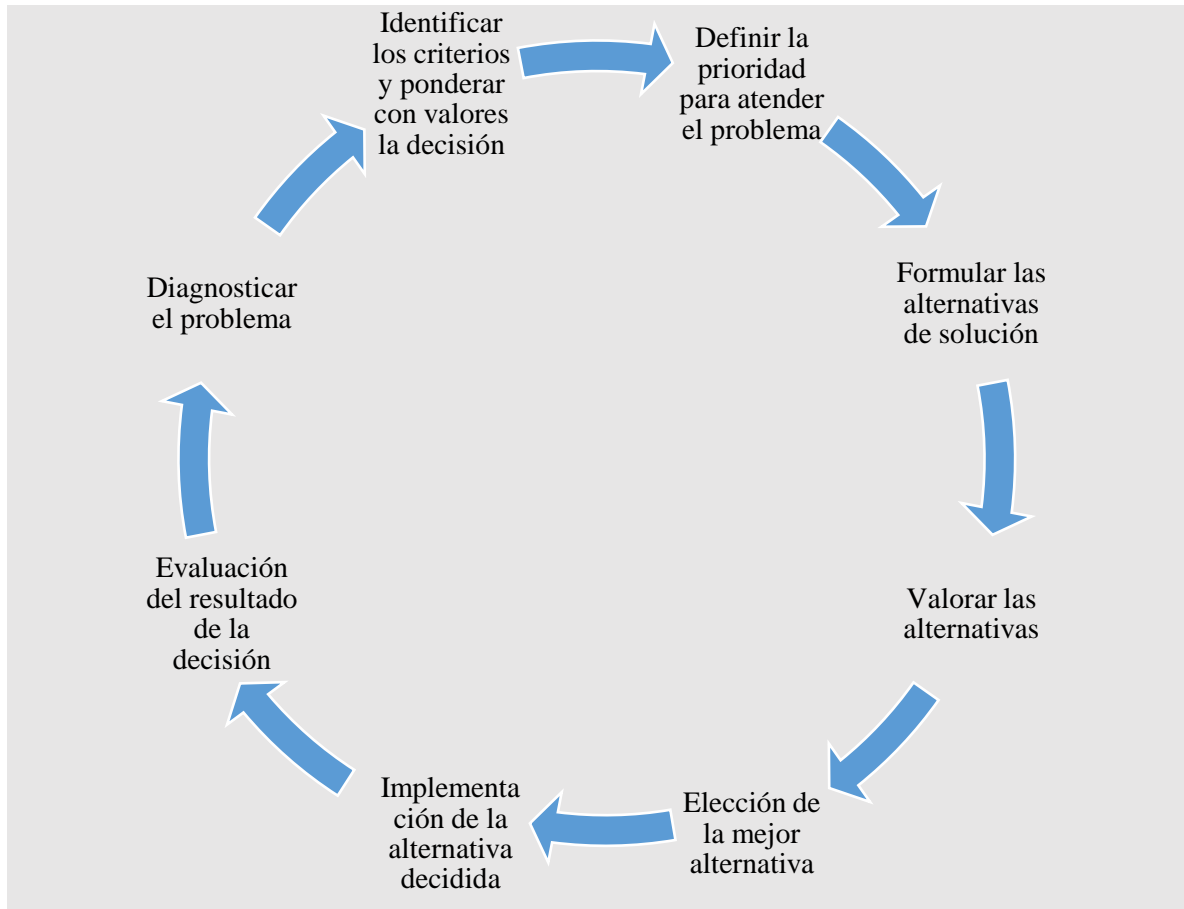 Identificar
los criterios
y ponderar
con valores
la decisión
Definir la
prioridad
para atender
el problema
Formular las
alternativas
de solución
Valorar las
alternativas
Elección de
la mejor
alternativa
Implementa
ción de la
alternativa
decidida
Evaluación
del resultado
de la
decisión
Diagnosticar
el problema